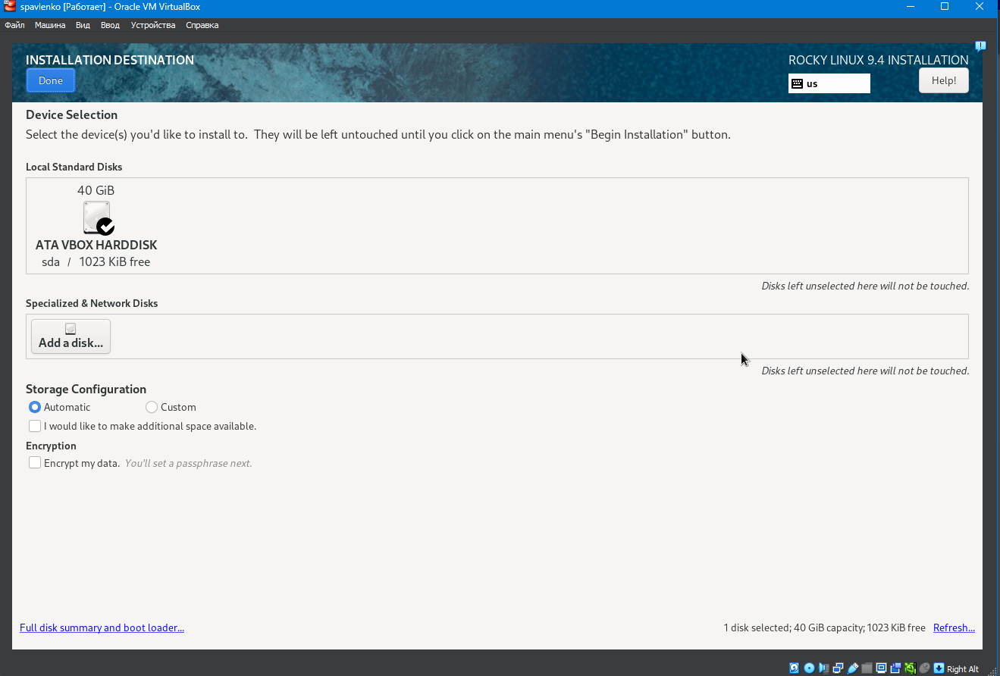 spavlenko [Работает] - Oracle VM VirtualBox
Файл Машина Вид Ввод Устройства Справка
INSTALLATION DESTINATION
ROCKY LINUX 9.4 INSTALLATION
Done
us
Help!
Device Selection
Select the device(s) you'd like to install to. They will be left untouched until you click on the main menu's "Begin Installation" button.
Local Standard Disks
40 GiB
ATA VBOX HARDDISK
sda / 1023 KiB free
Disks left unselected here will not be touched.
Specialized & Network Disks
Add a disk...
Disks left unselected here will not be touched.
Storage Configuration
Automatic Custom
I would like to make additional space available.
Encryption
Encrypt my data. You'll set a passphrase next.
Full disk summary and boot loader...
1 disk selected; 40 GiB capacity; 1023 KiB free Refresh...
Right Alt